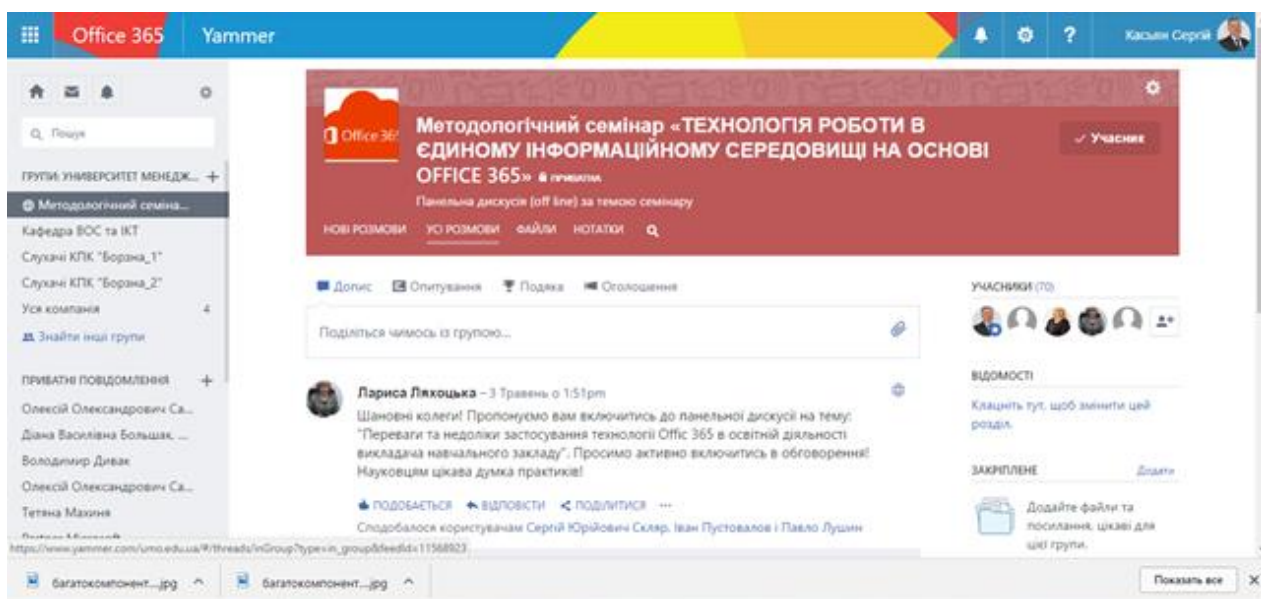 Office 365 Yammer ? Касьян Сергій
Пошук
ГРУПИ: УНИВЕРСИТЕТ МЕНЕДЖ... +
Методологічний семіна...
Кафедра ВОС та ІКТ
Слухачі КПК "Борзна_1"
Слухачі КПК "Борзна_2"
Уся компанія 4
Знайти інші групи
ПРИВАТНІ ПОВІДОМЛЕННЯ +
Олексій Олександрович Са...
Діана Василівна Большак, ...
Володимир Дивак
Олексій Олександрович Са...
Тетяна Махиня
Partner Microsoft
Office 365
Методологічний семінар «ТЕХНОЛОГІЯ РОБОТИ В
ЄДИНОМУ ІНФОРМАЦІЙНОМУ СЕРЕДОВИЩІ НА ОСНОВІ
OFFICE 365» ПРИВАТНА
Учасник
Панельна дискусія (off line) за темою семінару
НОВІ РОЗМОВИ УСІ РОЗМОВИ ФАЙЛИ НОТАТКИ
Допис Опитування Подяка Оголошення
Поділіться чимось із групою...
Лариса Ляхоцька – 3 Травень о 1:51pm
Шановні колеги! Пропонуємо вам включитись до панельної дискусії на тему:
"Переваги та недоліки застосування технології Offic 365 в освітній діяльності
викладача навчального закладу". Просимо активно включитись в обговорення!
Науковцям цікава думка практиків!
ПОДОБАЄТЬСЯ ВІДПОВІСТИ ПОДІЛИТИСЯ ...
Сподобалося користувачам Сергій Юрійович Скляр, Іван Пустовалов і Павло Лушин
УЧАСНИКИ (70)
ВІДОМОСТІ
Клацніть тут, щоб змінити цей
розділ.
ЗАКРІПЛЕНЕ Додати
Додайте файли та
посилання, цікаві для
цієї групи.
https://www.yammer.com/umo.edu.ua/#/threads/inGroup?type=in_group&feedId=11568923
багатокомпонент....jpg багатокомпонент....jpg Показать все